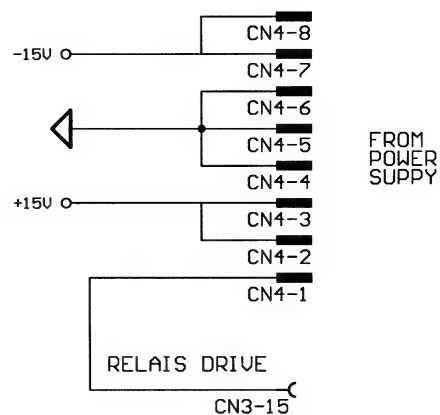 CN4-8
-15V
CN4-7
CN4-6
CN4-5
CN4-4
FROM
POWER
SUPPLY
+15V
CN4-3
CN4-2
CN4-1
RELAIS DRIVE
CN3-15